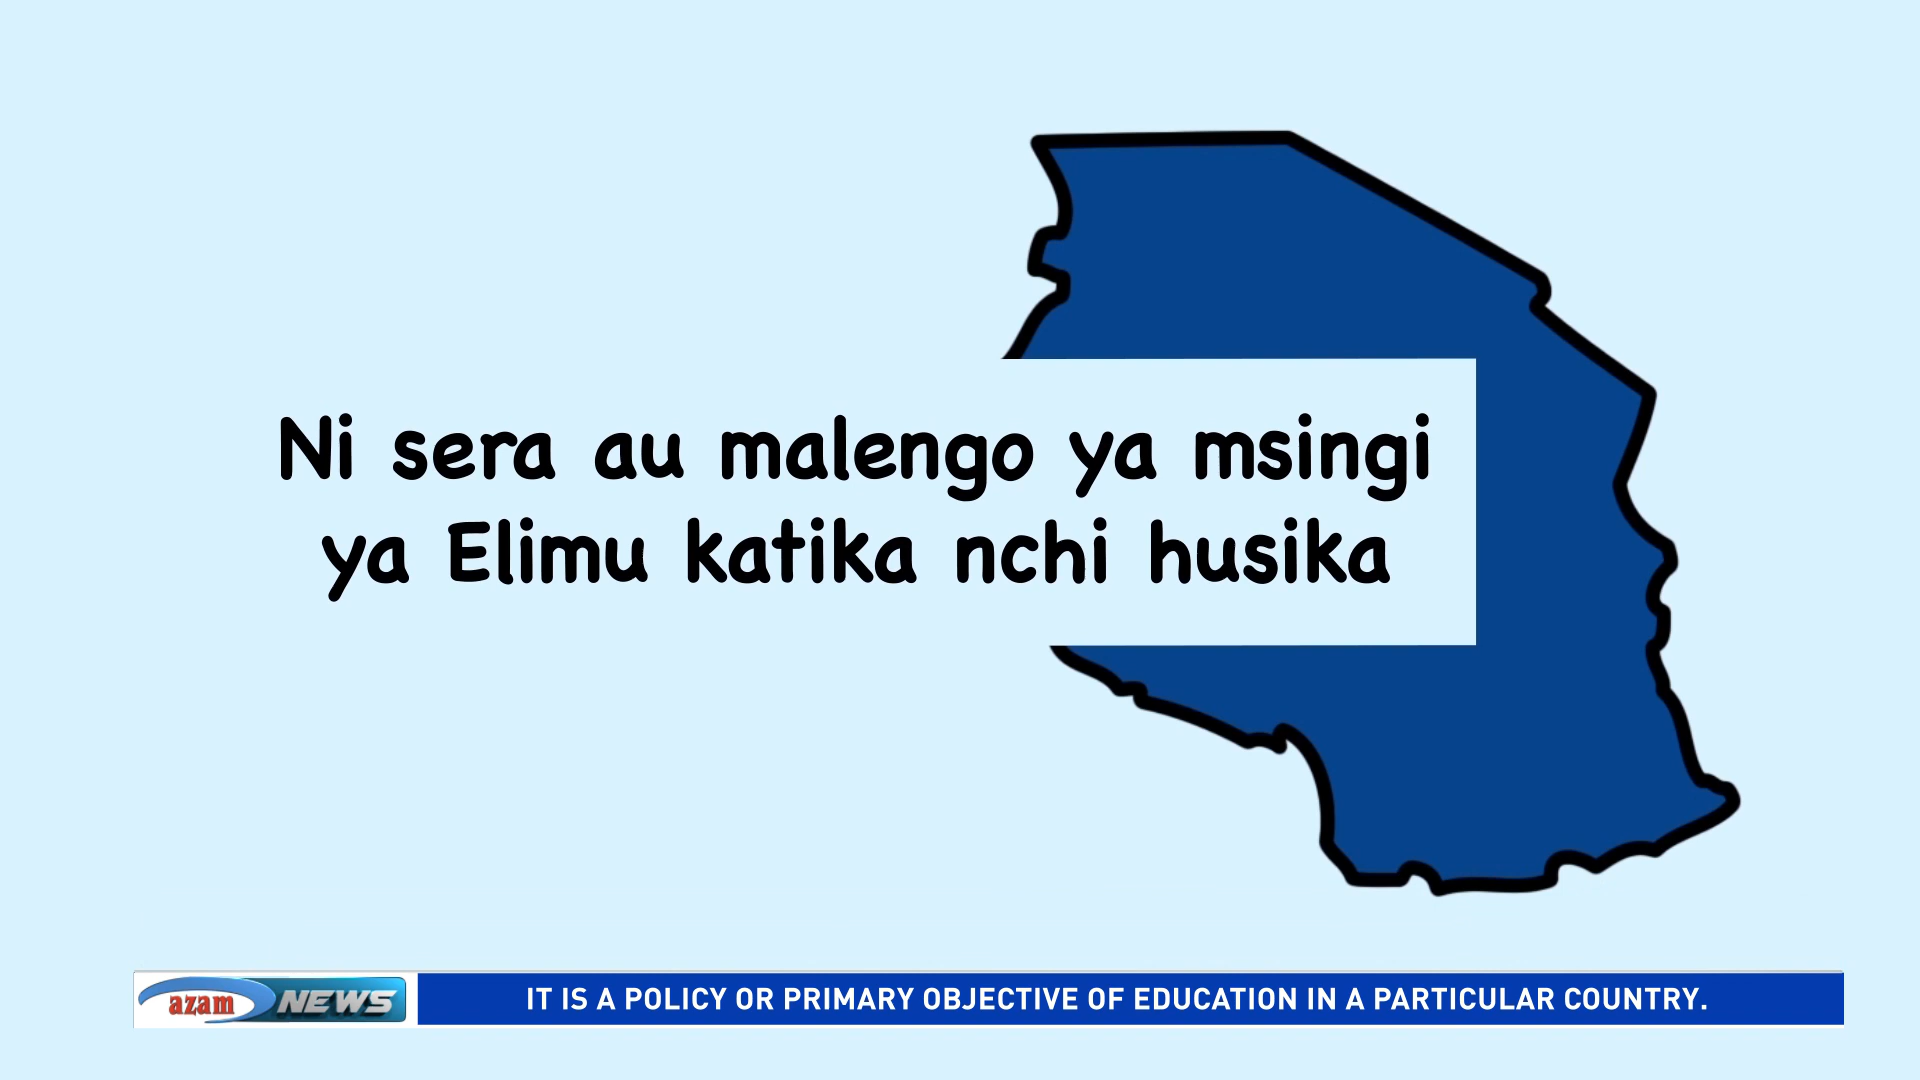 Ni sera au malengo ya msingi
ya Elimu katika nchi husika
azam NEWS
IT IS A POLICY OR PRIMARY OBJECTIVE OF EDUCATION IN A PARTICULAR COUNTRY.